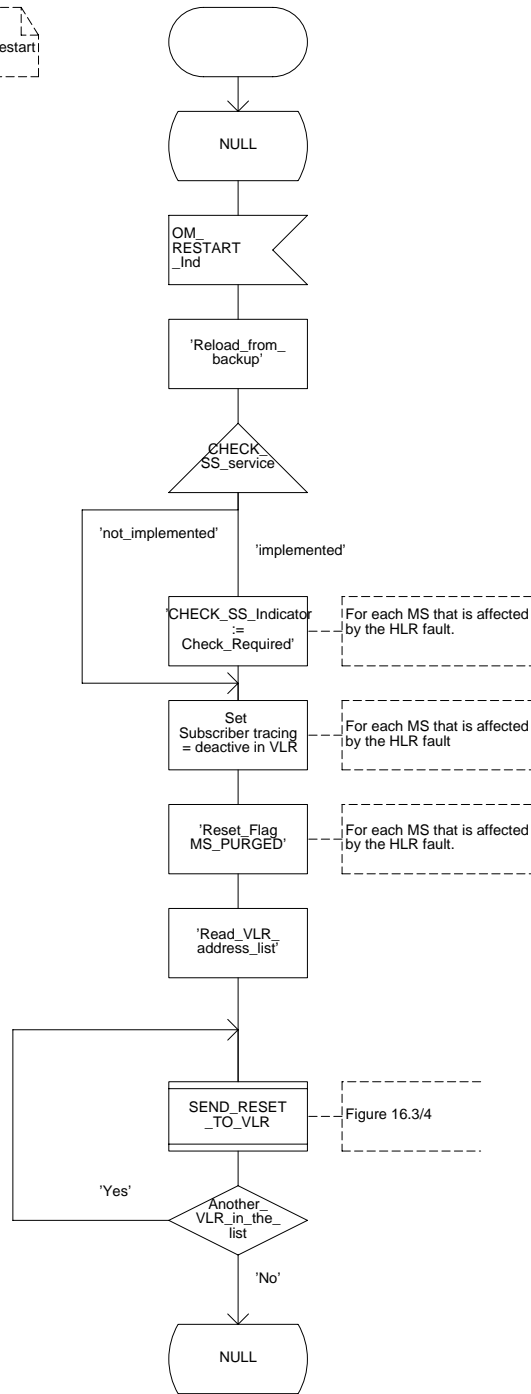 estart
NULL
OM_
RESTART
_Ind
'Reload_from_
backup'
CHECK_
SS_service
'not_implemented'
'implemented'
'CHECK_SS_Indicator
:=
Check_Required'
For each MS that is affected
by the HLR fault.
Set
Subscriber tracing
= deactive in VLR
For each MS that is affected
by the HLR fault
'Reset_Flag
MS_PURGED'
For each MS that is affected
by the HLR fault.
'Read_VLR_
address_list'
SEND_RESET
_TO_VLR
Figure 16.3/4
'Yes'
Another_
VLR_in_the_
list
'No'
NULL